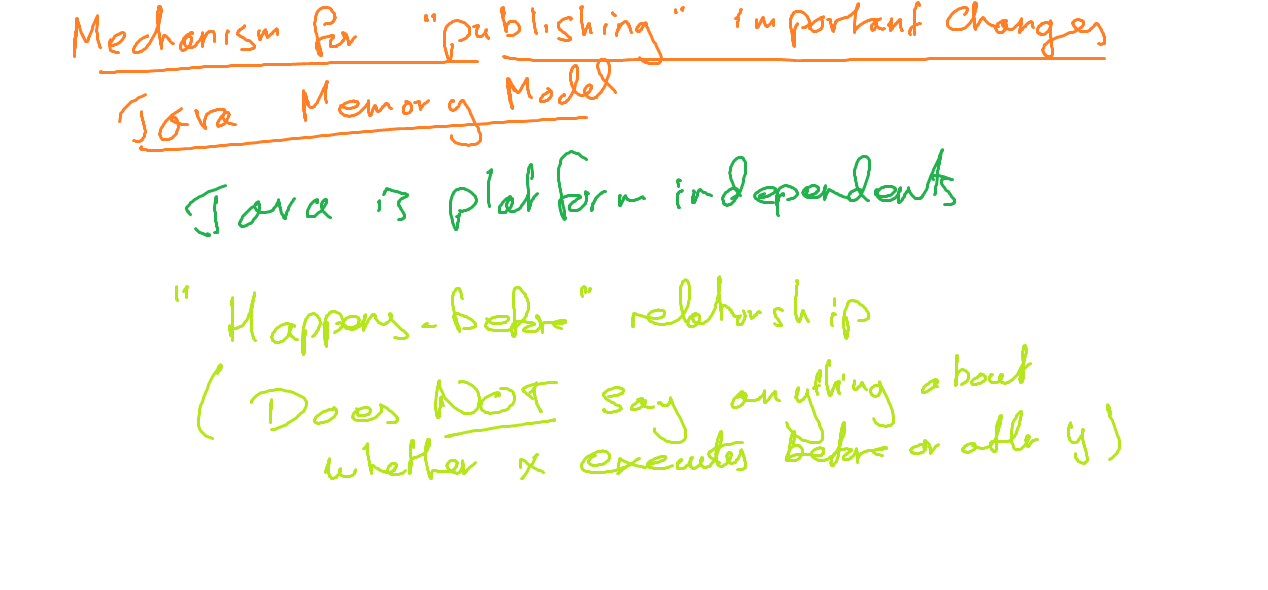 Mechanism for "publishing" important changes
Java Memory Model
Java is platform independents
"Happens-before" relationship
(Does NOT say anything about
whether x executes before or after y)